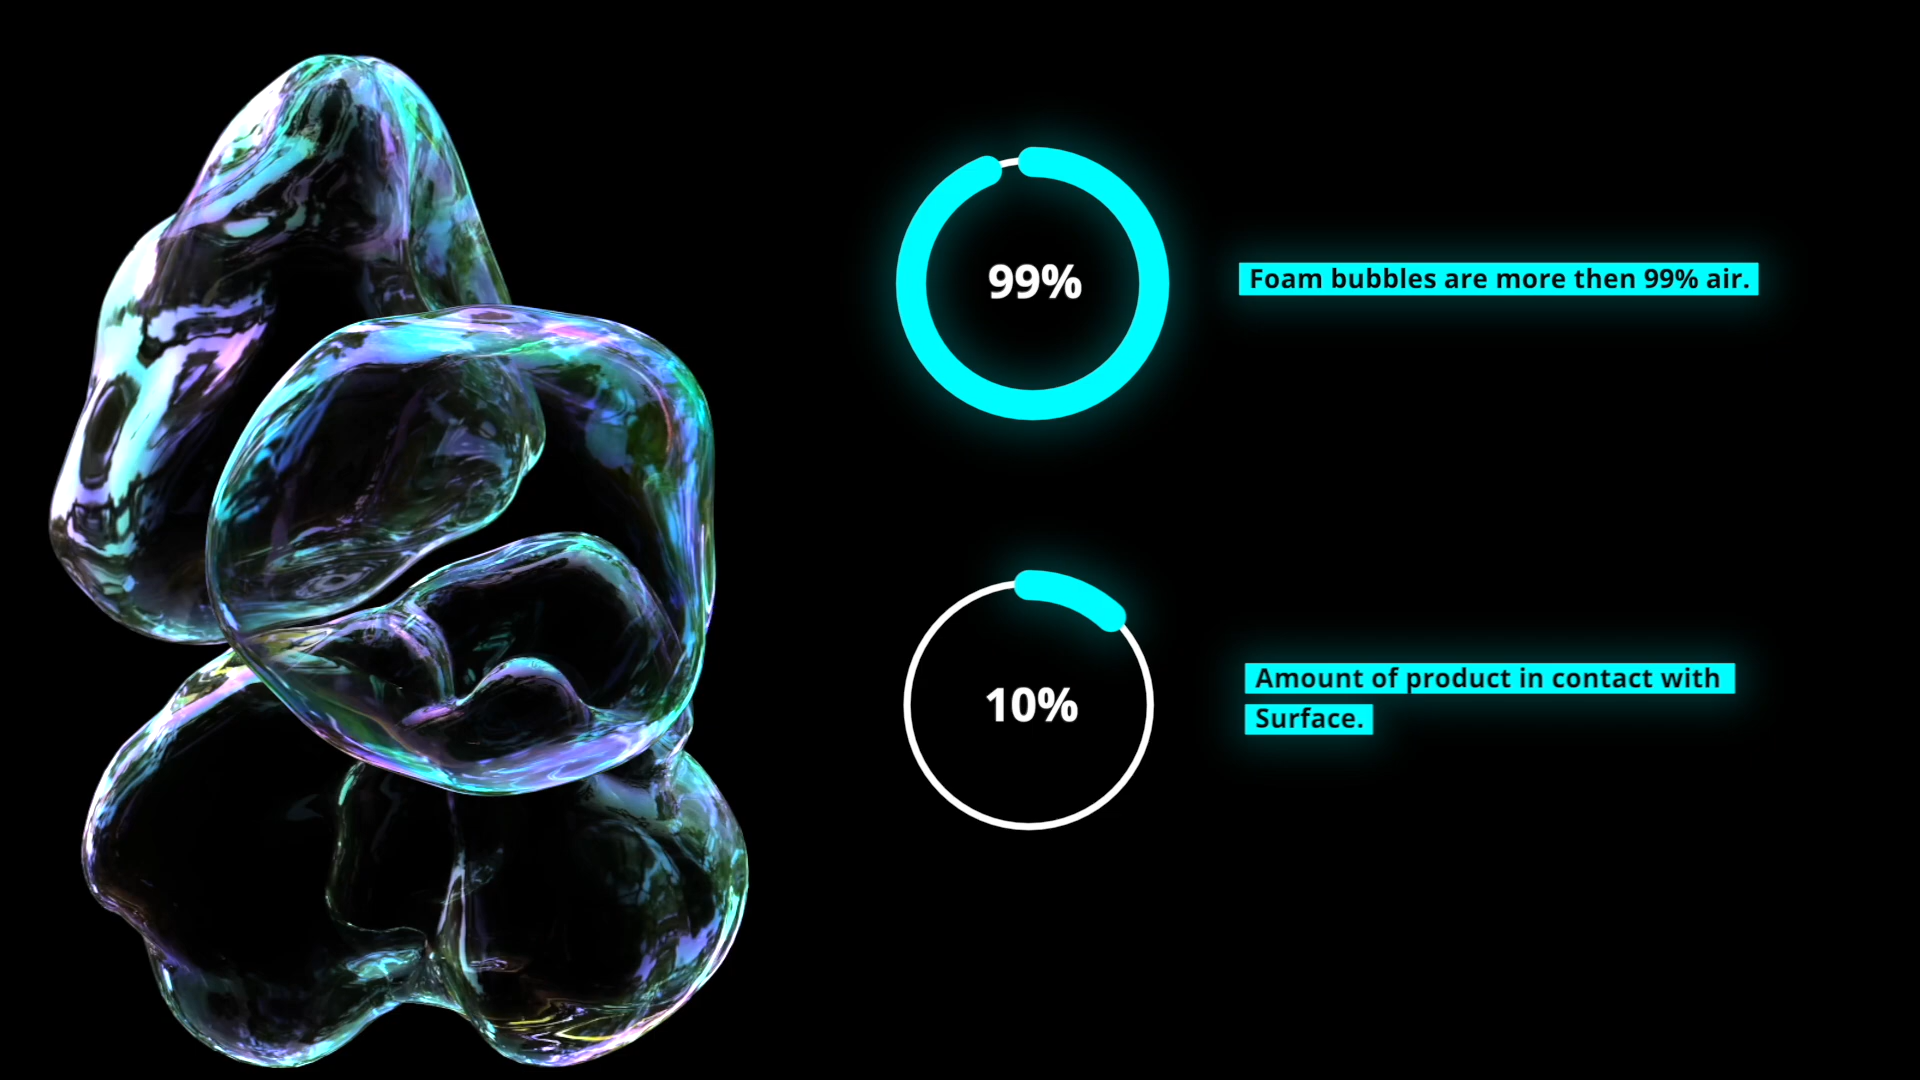 99%
Foam bubbles are more then 99% air.
10%
Amount of product in contact with
Surface.